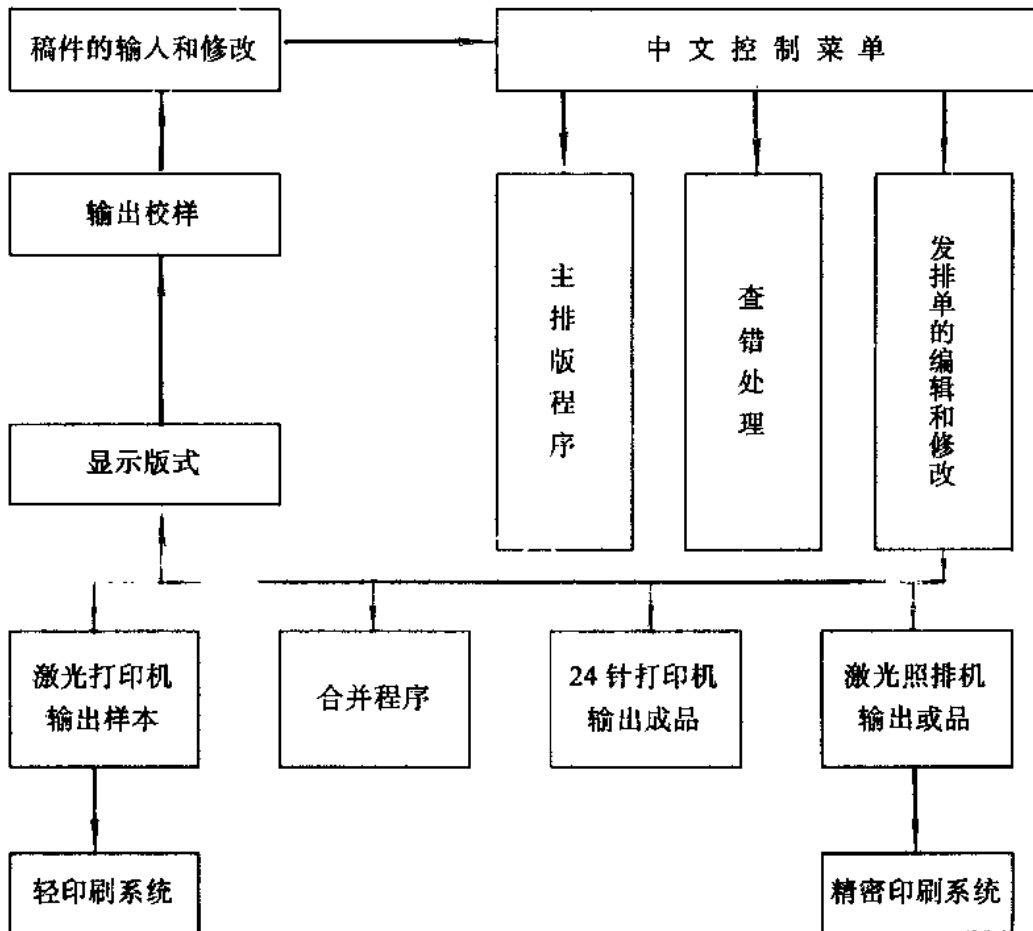 稿件的输人和修改
中文控制菜单
输出校样
主排版程序
查错处理
发排单的编辑和修改
显示版式
激光打印机
输出样本
合并程序
24针打印机
输出成品
激光照排机
输出或品
轻印刷系统
精密印刷系统